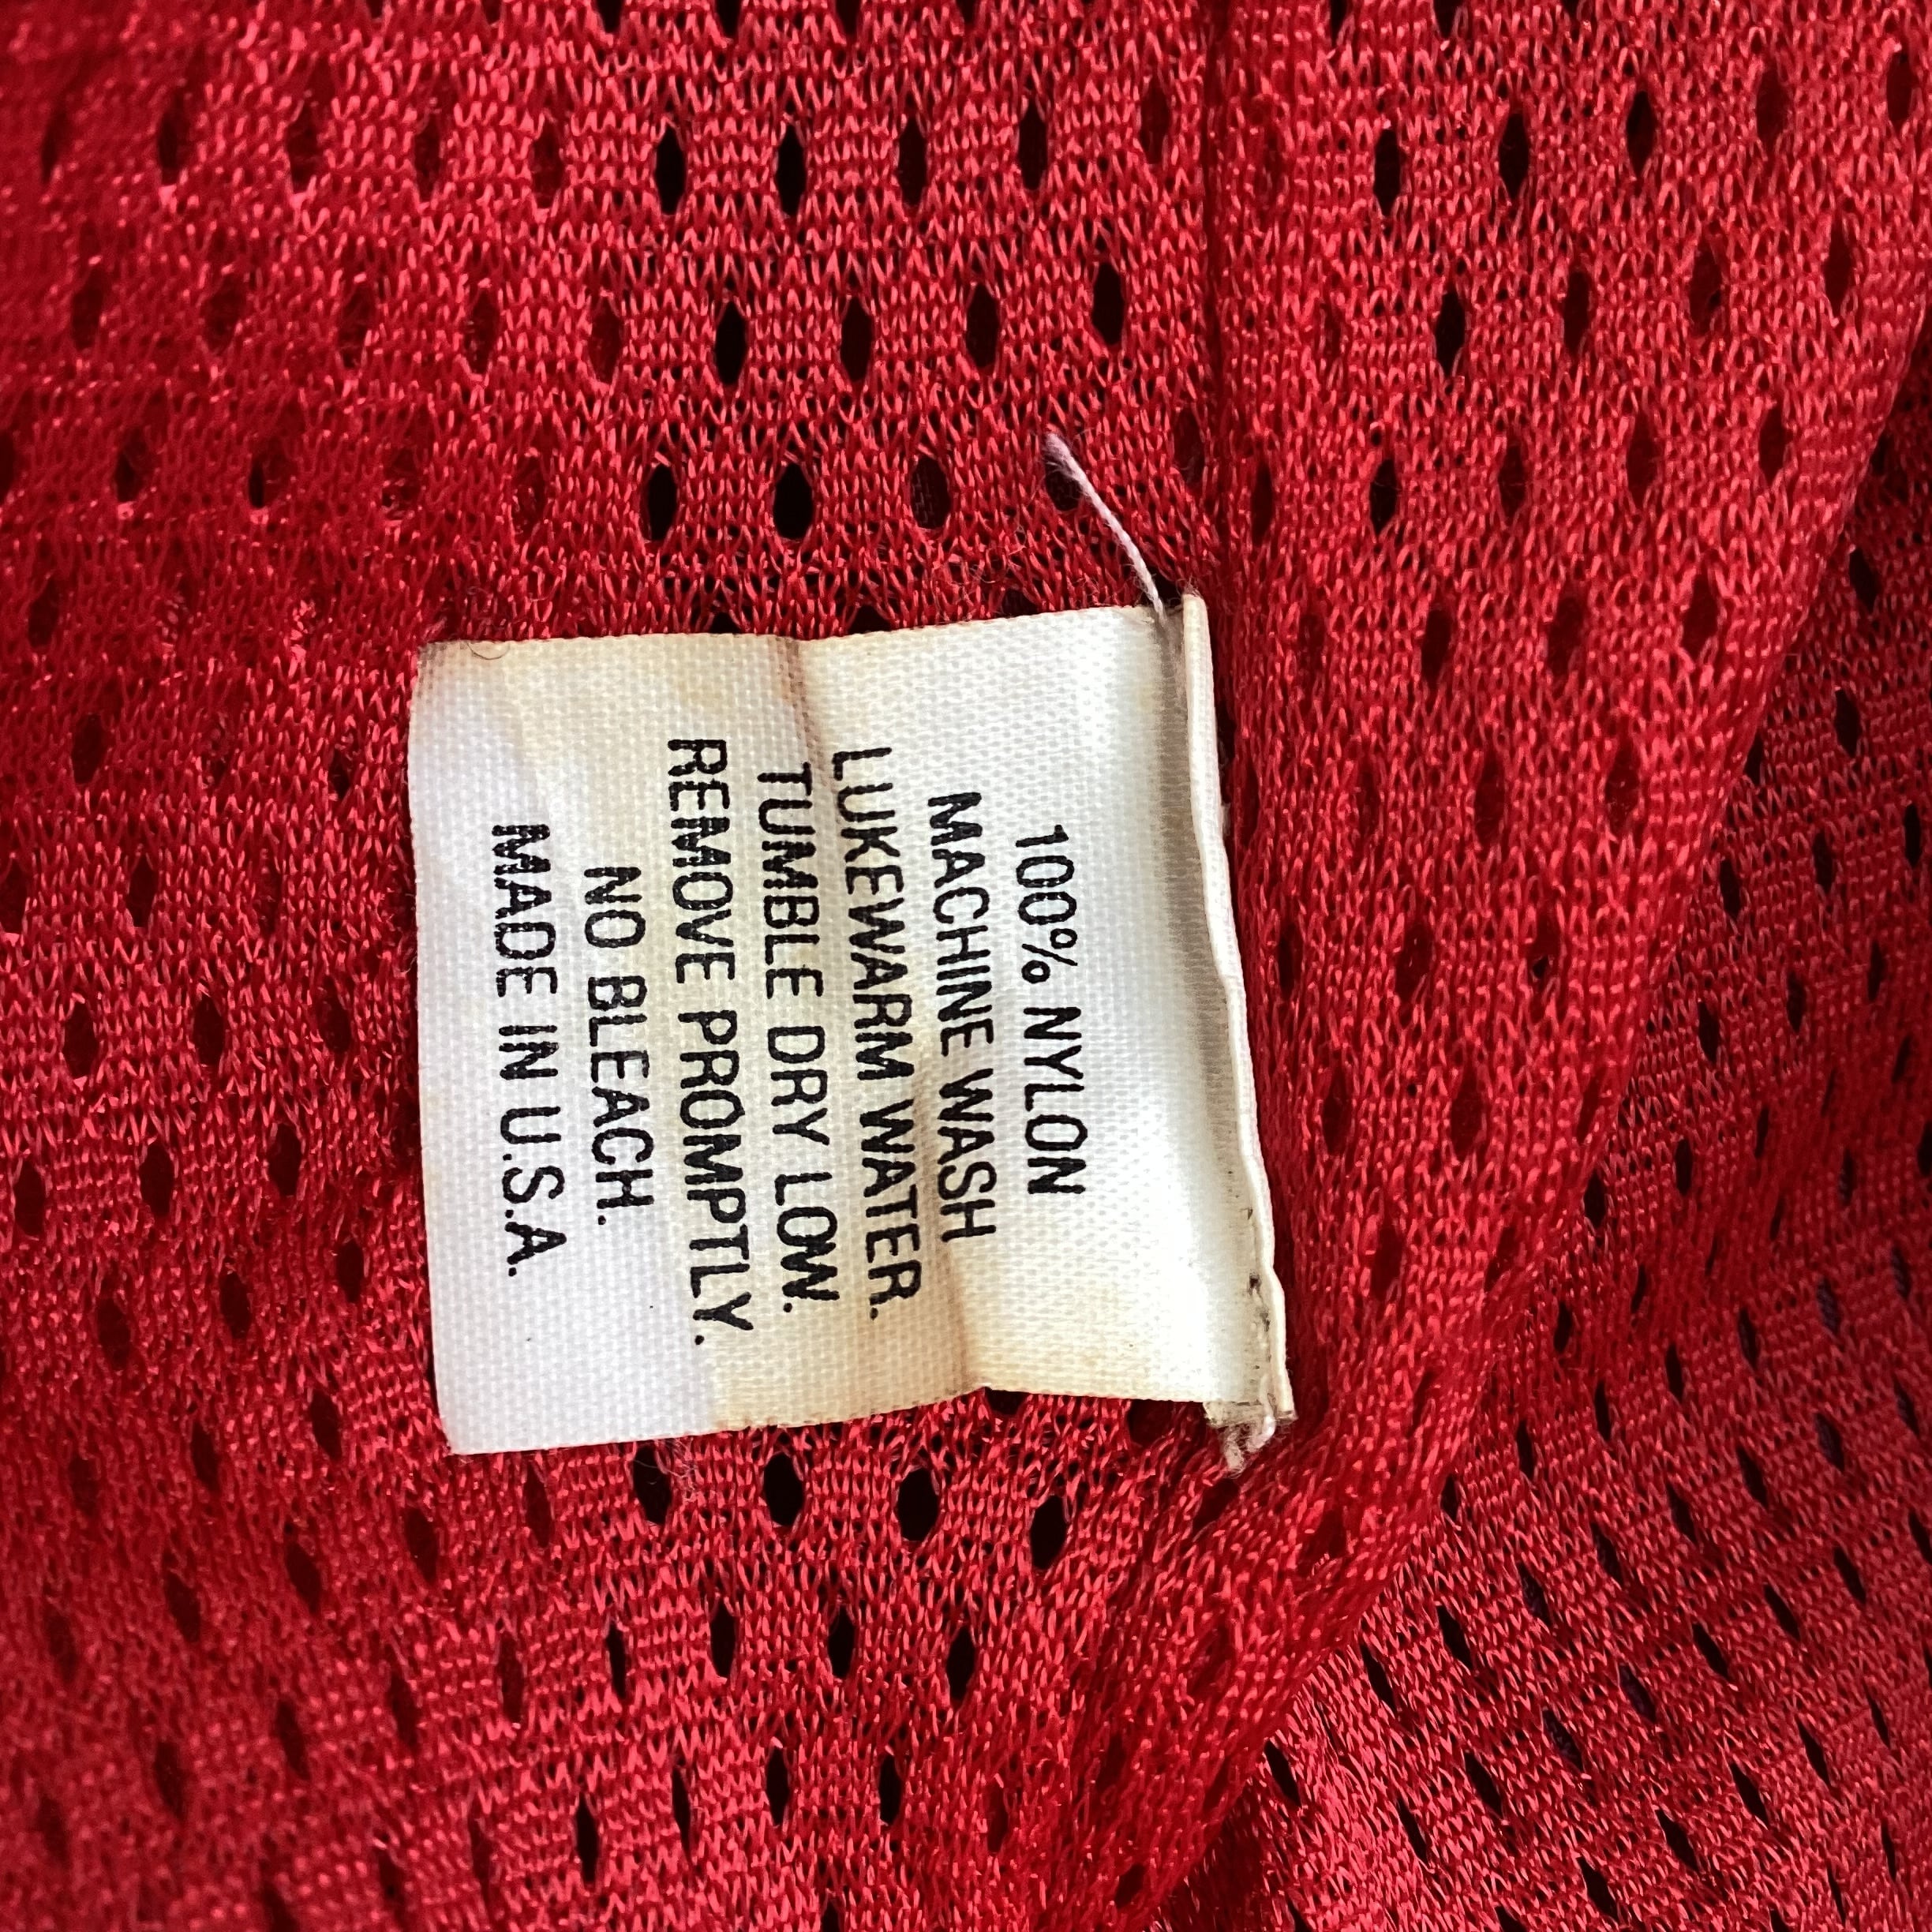 100% NYLON
MACHINE WASH
LUKEWARM WATER.
TUMBLE DRY LOW.
REMOVE PROMPTLY.
NO BLEACH.
MADE IN U.S.A.